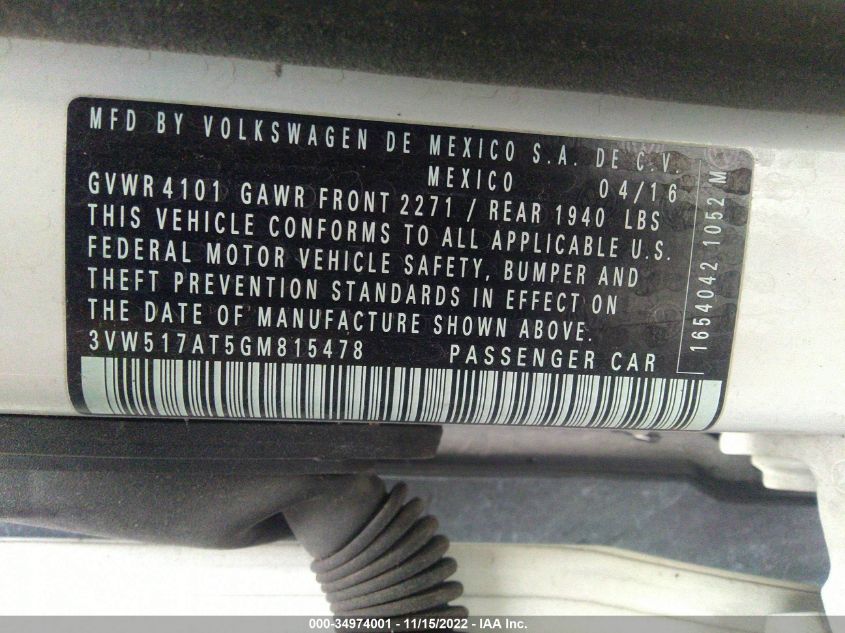 MFD BY VOLKSWAGEN DE MEXICO S.A. DE C.V.
MEXICO 04/16
GVWR 4101 GAWR FRONT 2271 / REAR 1940 LBS
THIS VEHICLE CONFORMS TO ALL APPLICABLE U.S.
FEDERAL MOTOR VEHICLE SAFETY, BUMPER AND
THEFT PREVENTION STANDARDS IN EFFECT ON
THE DATE OF MANUFACTURE SHOWN ABOVE.
3VW517AT5GM815478 PASSENGER CAR
1654042 1052 M
000-34974001 - 11/15/2022 - IAA Inc.